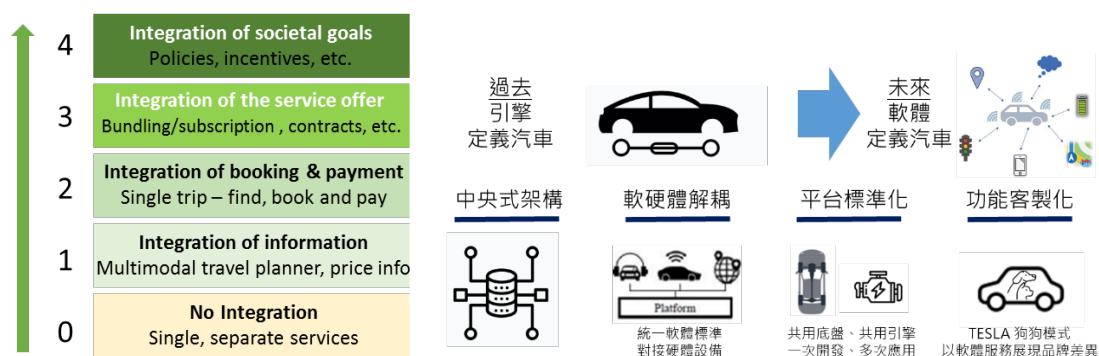 4
Integration of societal goals
Policies, incentives, etc.
3
Integration of the service offer
Bundling/subscription , contracts, etc.
2
Integration of booking & payment
Single trip – find, book and pay
1
Integration of information
Multimodal travel planner, price info
0
No Integration
Single, separate services
過去
引擎
定義汽車
未來
軟體
定義汽車
中央式架構
軟硬體解耦
Platform
統一軟體標準
對接硬體設備
平台標準化
共用底盤、共用引擎
一次開發、多次應用
功能客製化
TESLA 狗狗模式
以軟體服務展現品牌差異